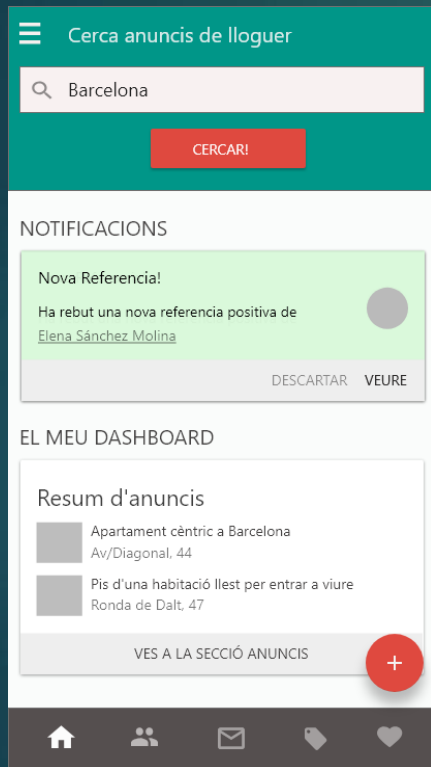 Cerca anuncis de lloguer
Barcelona
CERCAR!
NOTIFICACIONS
Nova Referencia!
Ha rebut una nova referencia positiva de
Elena Sánchez Molina
DESCARTAR VEURE
EL MEU DASHBOARD
Resum d'anuncis
Apartament cèntric a Barcelona
Av/Diagonal, 44
Pis d'una habitació llest per entrar a viure
Ronda de Dalt, 47
VES A LA SECCIÓ ANUNCIS
+